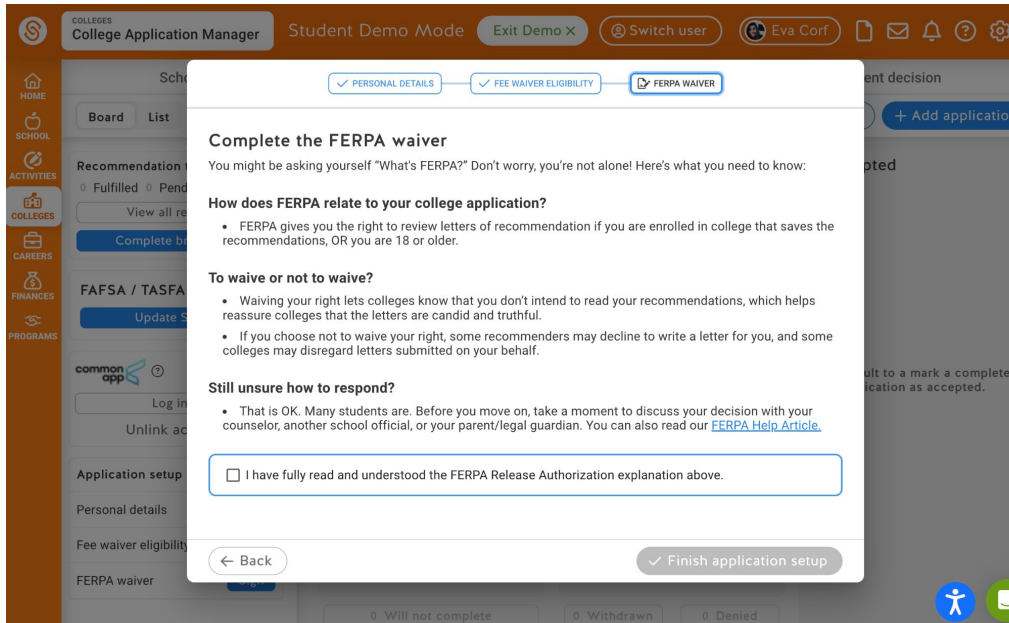 COLLEGES
College Application Manager
Student Demo Mode
Exit Demo ×
Switch user
Eva Corf
HOME
SCHOOL
ACTIVITIES
COLLEGES
CAREERS
FINANCES
PROGRAMS
ent decision
Board List
+ Add applicatio
Recommendation
0 Fulfilled 0 Pend
View all re
Complete br
FAFSA / TASFA
Update S
common app
Log in
Unlink ac
Application setup
Personal details
Fee waiver eligibility
FERPA waiver
PERSONAL DETAILS
FEE WAIVER ELIGIBILITY
FERPA WAIVER
Complete the FERPA waiver
You might be asking yourself “What's FERPA?” Don’t worry, you’re not alone! Here’s what you need to know:
How does FERPA relate to your college application?
• FERPA gives you the right to review letters of recommendation if you are enrolled in college that saves the
recommendations, OR you are 18 or older.
To waive or not to waive?
• Waiving your right lets colleges know that you don't intend to read your recommendations, which helps
reassure colleges that the letters are candid and truthful.
• If you choose not to waive your right, some recommenders may decline to write a letter for you, and some
colleges may disregard letters submitted on your behalf.
Still unsure how to respond?
• That is OK. Many students are. Before you move on, take a moment to discuss your decision with your
counselor, another school official, or your parent/legal guardian. You can also read our FERPA Help Article.
I have fully read and understood the FERPA Release Authorization explanation above.
← Back
Finish application setup
pted
ult to a mark a complete
ication as accepted.
0 Will not complete
0 Withdrawn
0 Denied